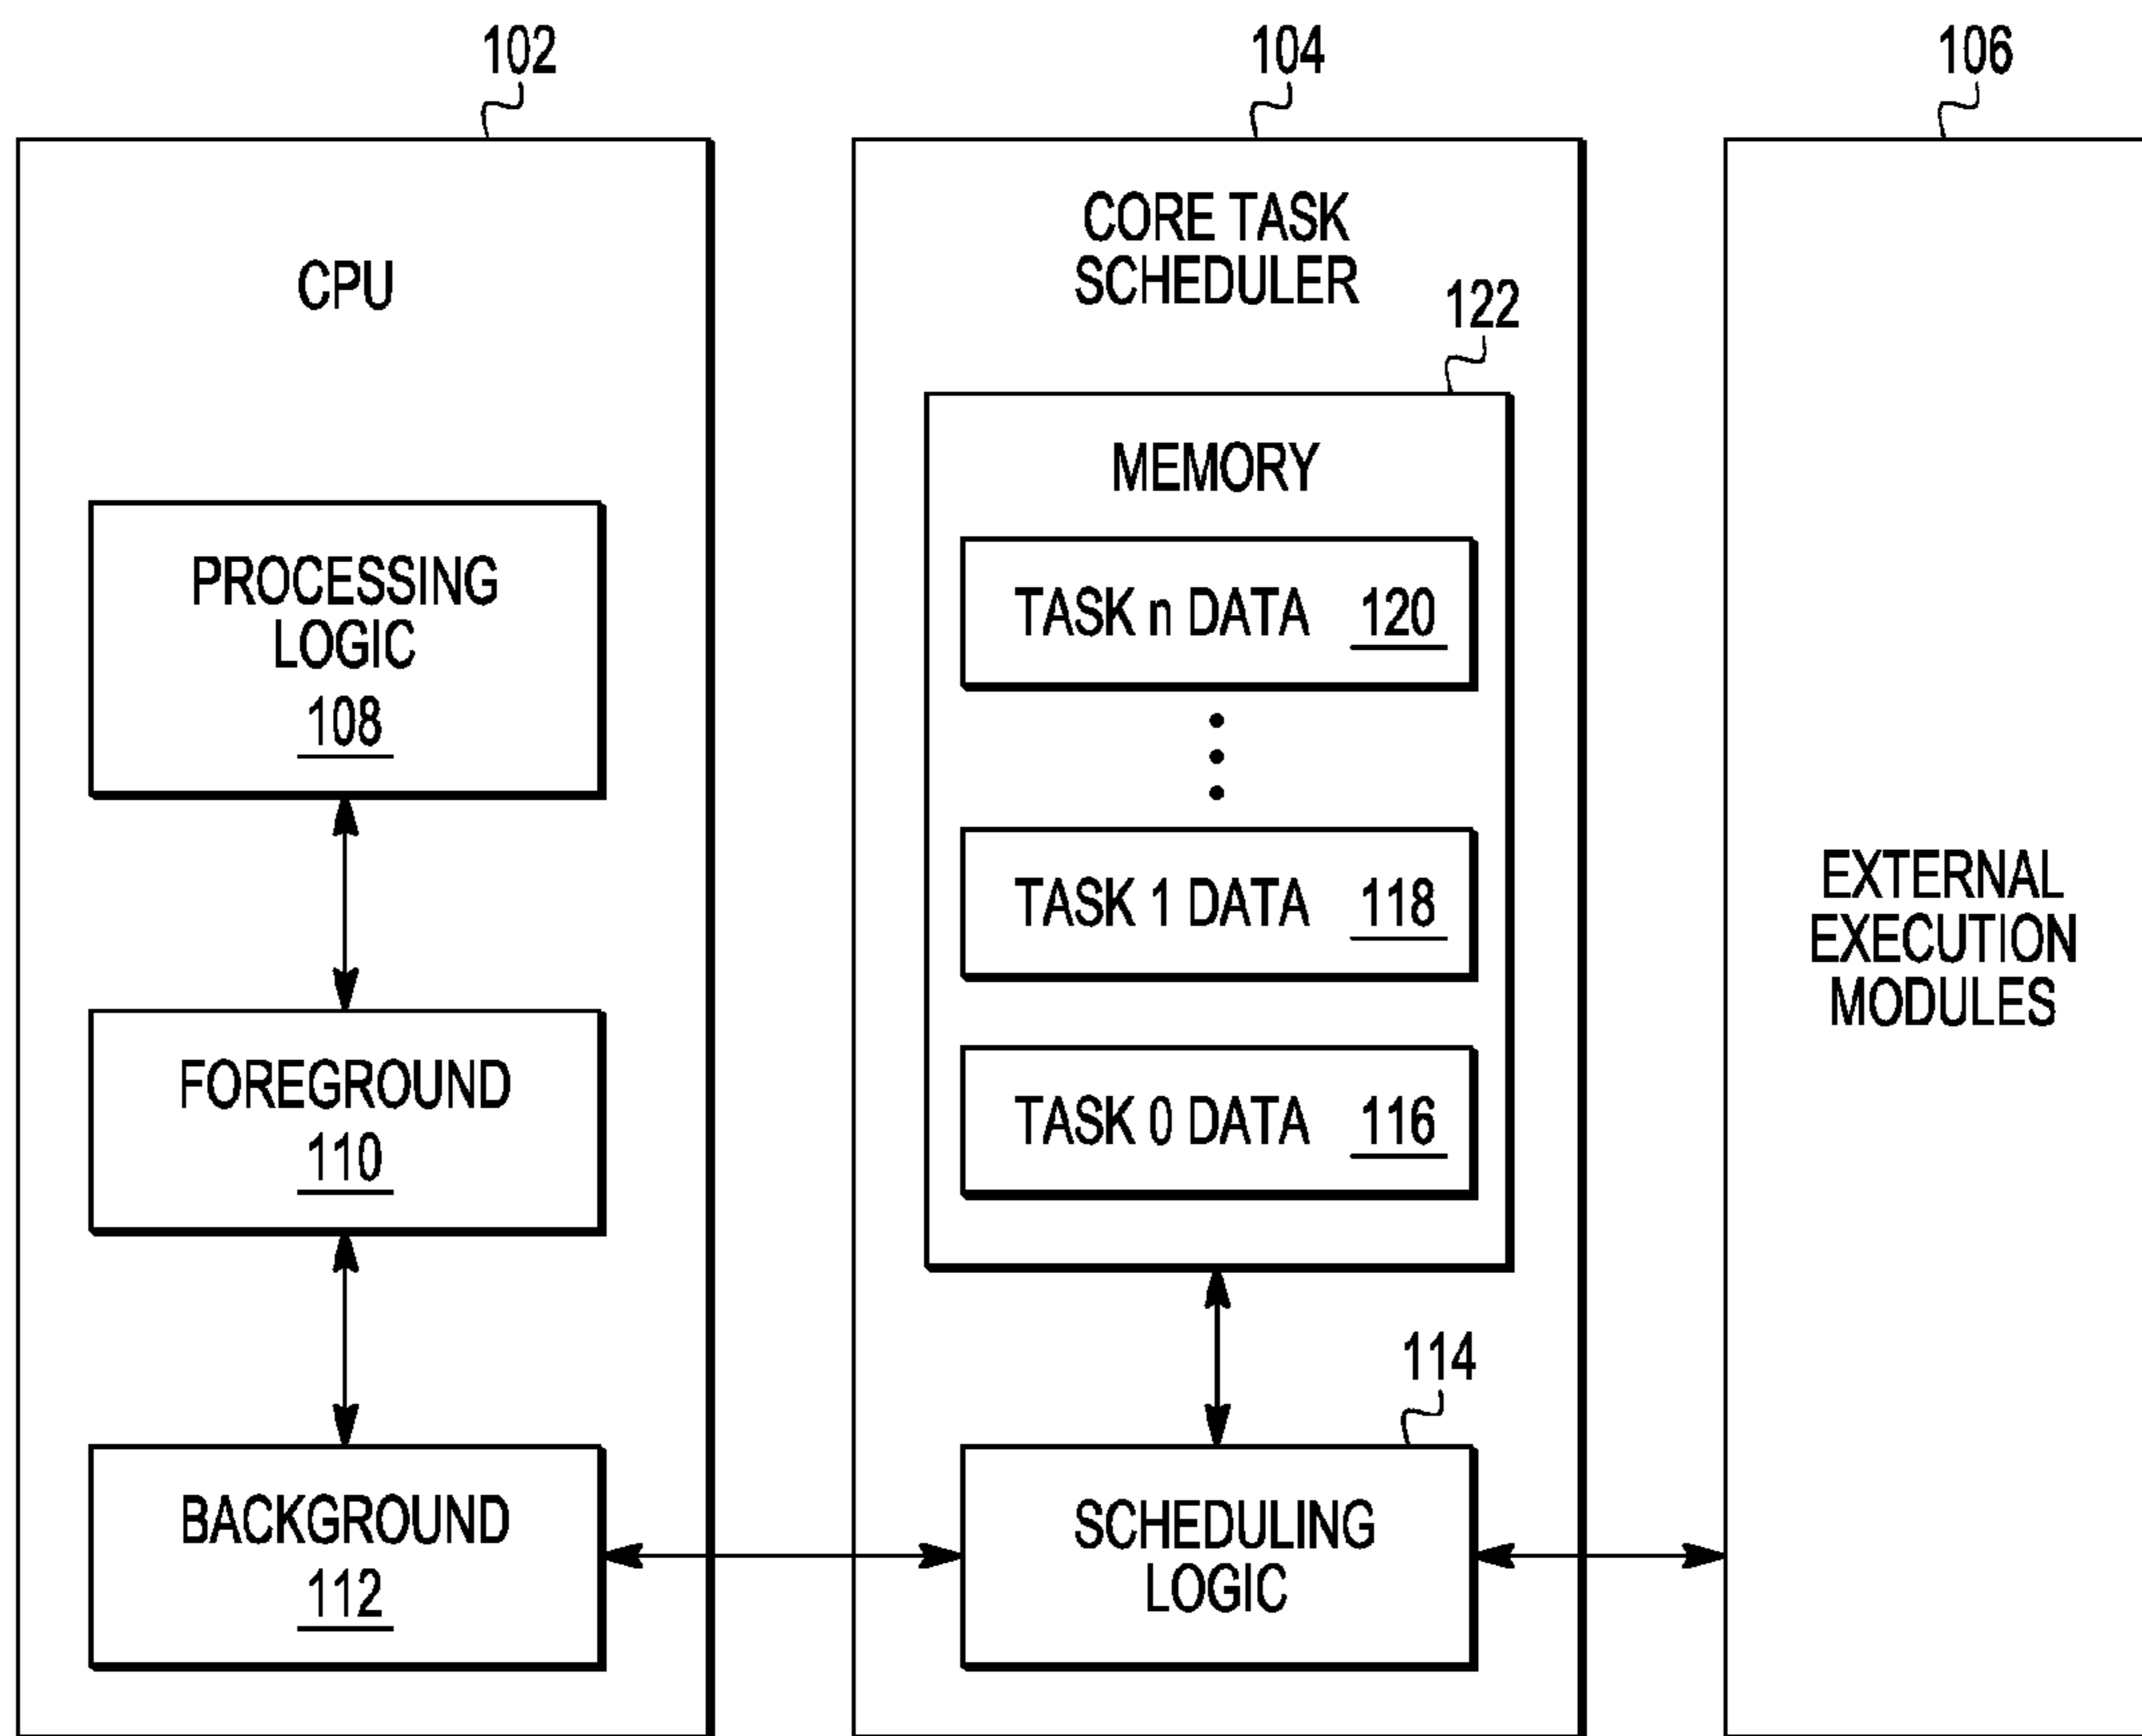 102
104
106
CPU
PROCESSING
LOGIC
108
FOREGROUND
110
BACKGROUND
112
CORE TASK
SCHEDULER
122
MEMORY
TASK n DATA 120
TASK 1 DATA 118
TASK 0 DATA 116
114
SCHEDULING
LOGIC
EXTERNAL
EXECUTION
MODULES